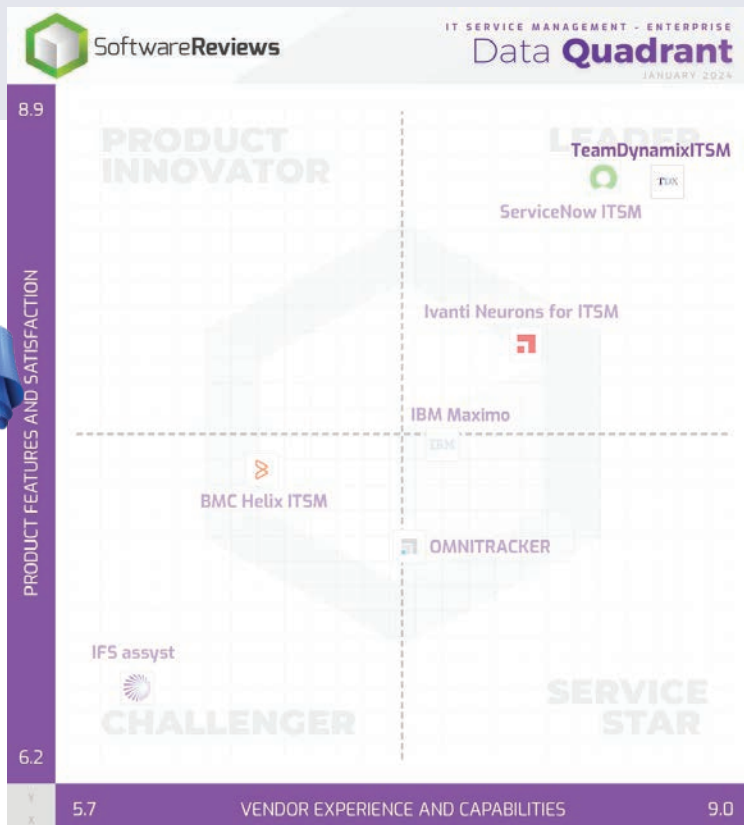 SoftwareReviews
IT SERVICE MANAGEMENT - ENTERPRISE
Data Quadrant
JANUARY 2024
8.9
PRODUCT
INNOVATOR
LEADER
TeamDynamixITSM
TDX
ServiceNow ITSM
Ivanti Neurons for ITSM
IBM Maximo
IBM
BMC Helix ITSM
OMNITRACKER
IFS assyst
CHALLENGER
SERVICE
STAR
PRODUCT FEATURES AND SATISFACTION
6.2
Y
X
5.7
VENDOR EXPERIENCE AND CAPABILITIES
9.0